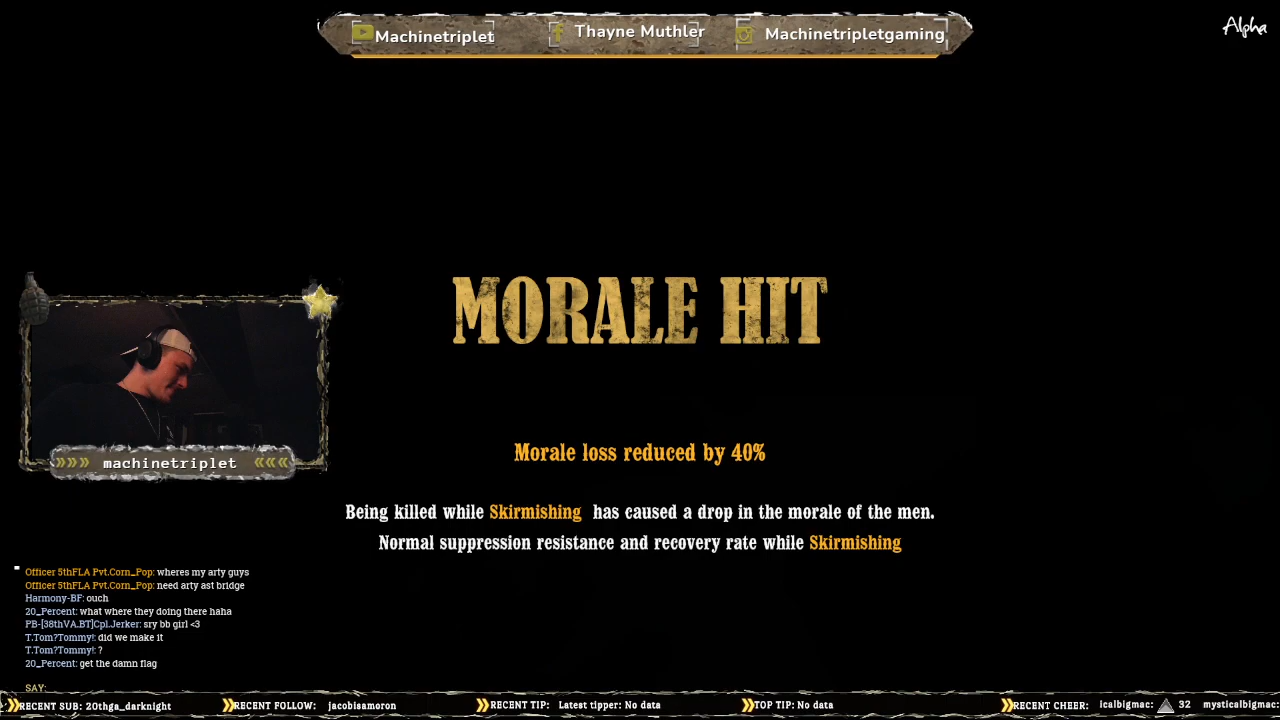 Machinetriplet
Thayne Muthler
Machinetripletgaming
Alpha
MORALE HIT
machinetriplet
Morale loss reduced by 40%
Being killed while Skirmishing has caused a drop in the morale of the men.
Normal suppression resistance and recovery rate while Skirmishing
Officer 5thFLA Pvt.Corn_Pop: wheres my arty guys
Officer 5thFLA Pvt.Corn_Pop: need arty ast bridge
Harmony-BF: ouch
20_Percent: what where they doing there haha
PB-[38thVA.BT]Cpl.Jerker: sry bb girl <3
T.Tom?Tommy!: did we make it
T.Tom?Tommy!: ?
20_Percent: get the damn flag
SAY:
RECENT SUB: 20thga_darknight
RECENT FOLLOW: jacobisamoron
RECENT TIP: Latest tipper: No data
TOP TIP: No data
RECENT CHEER: icalbigmac: 32 mysticalbigmac: